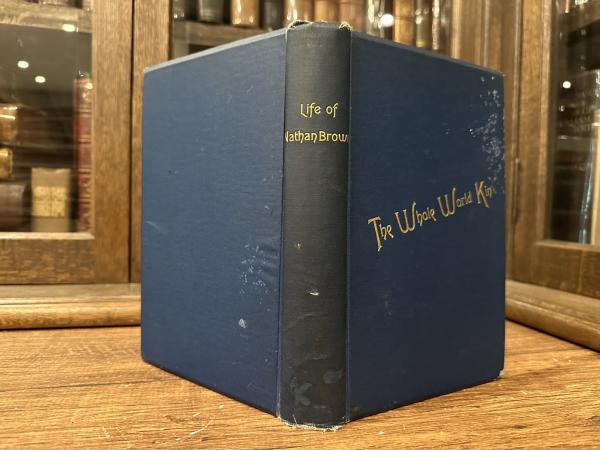 Life of
Nathan Brown
The Whole World Kin